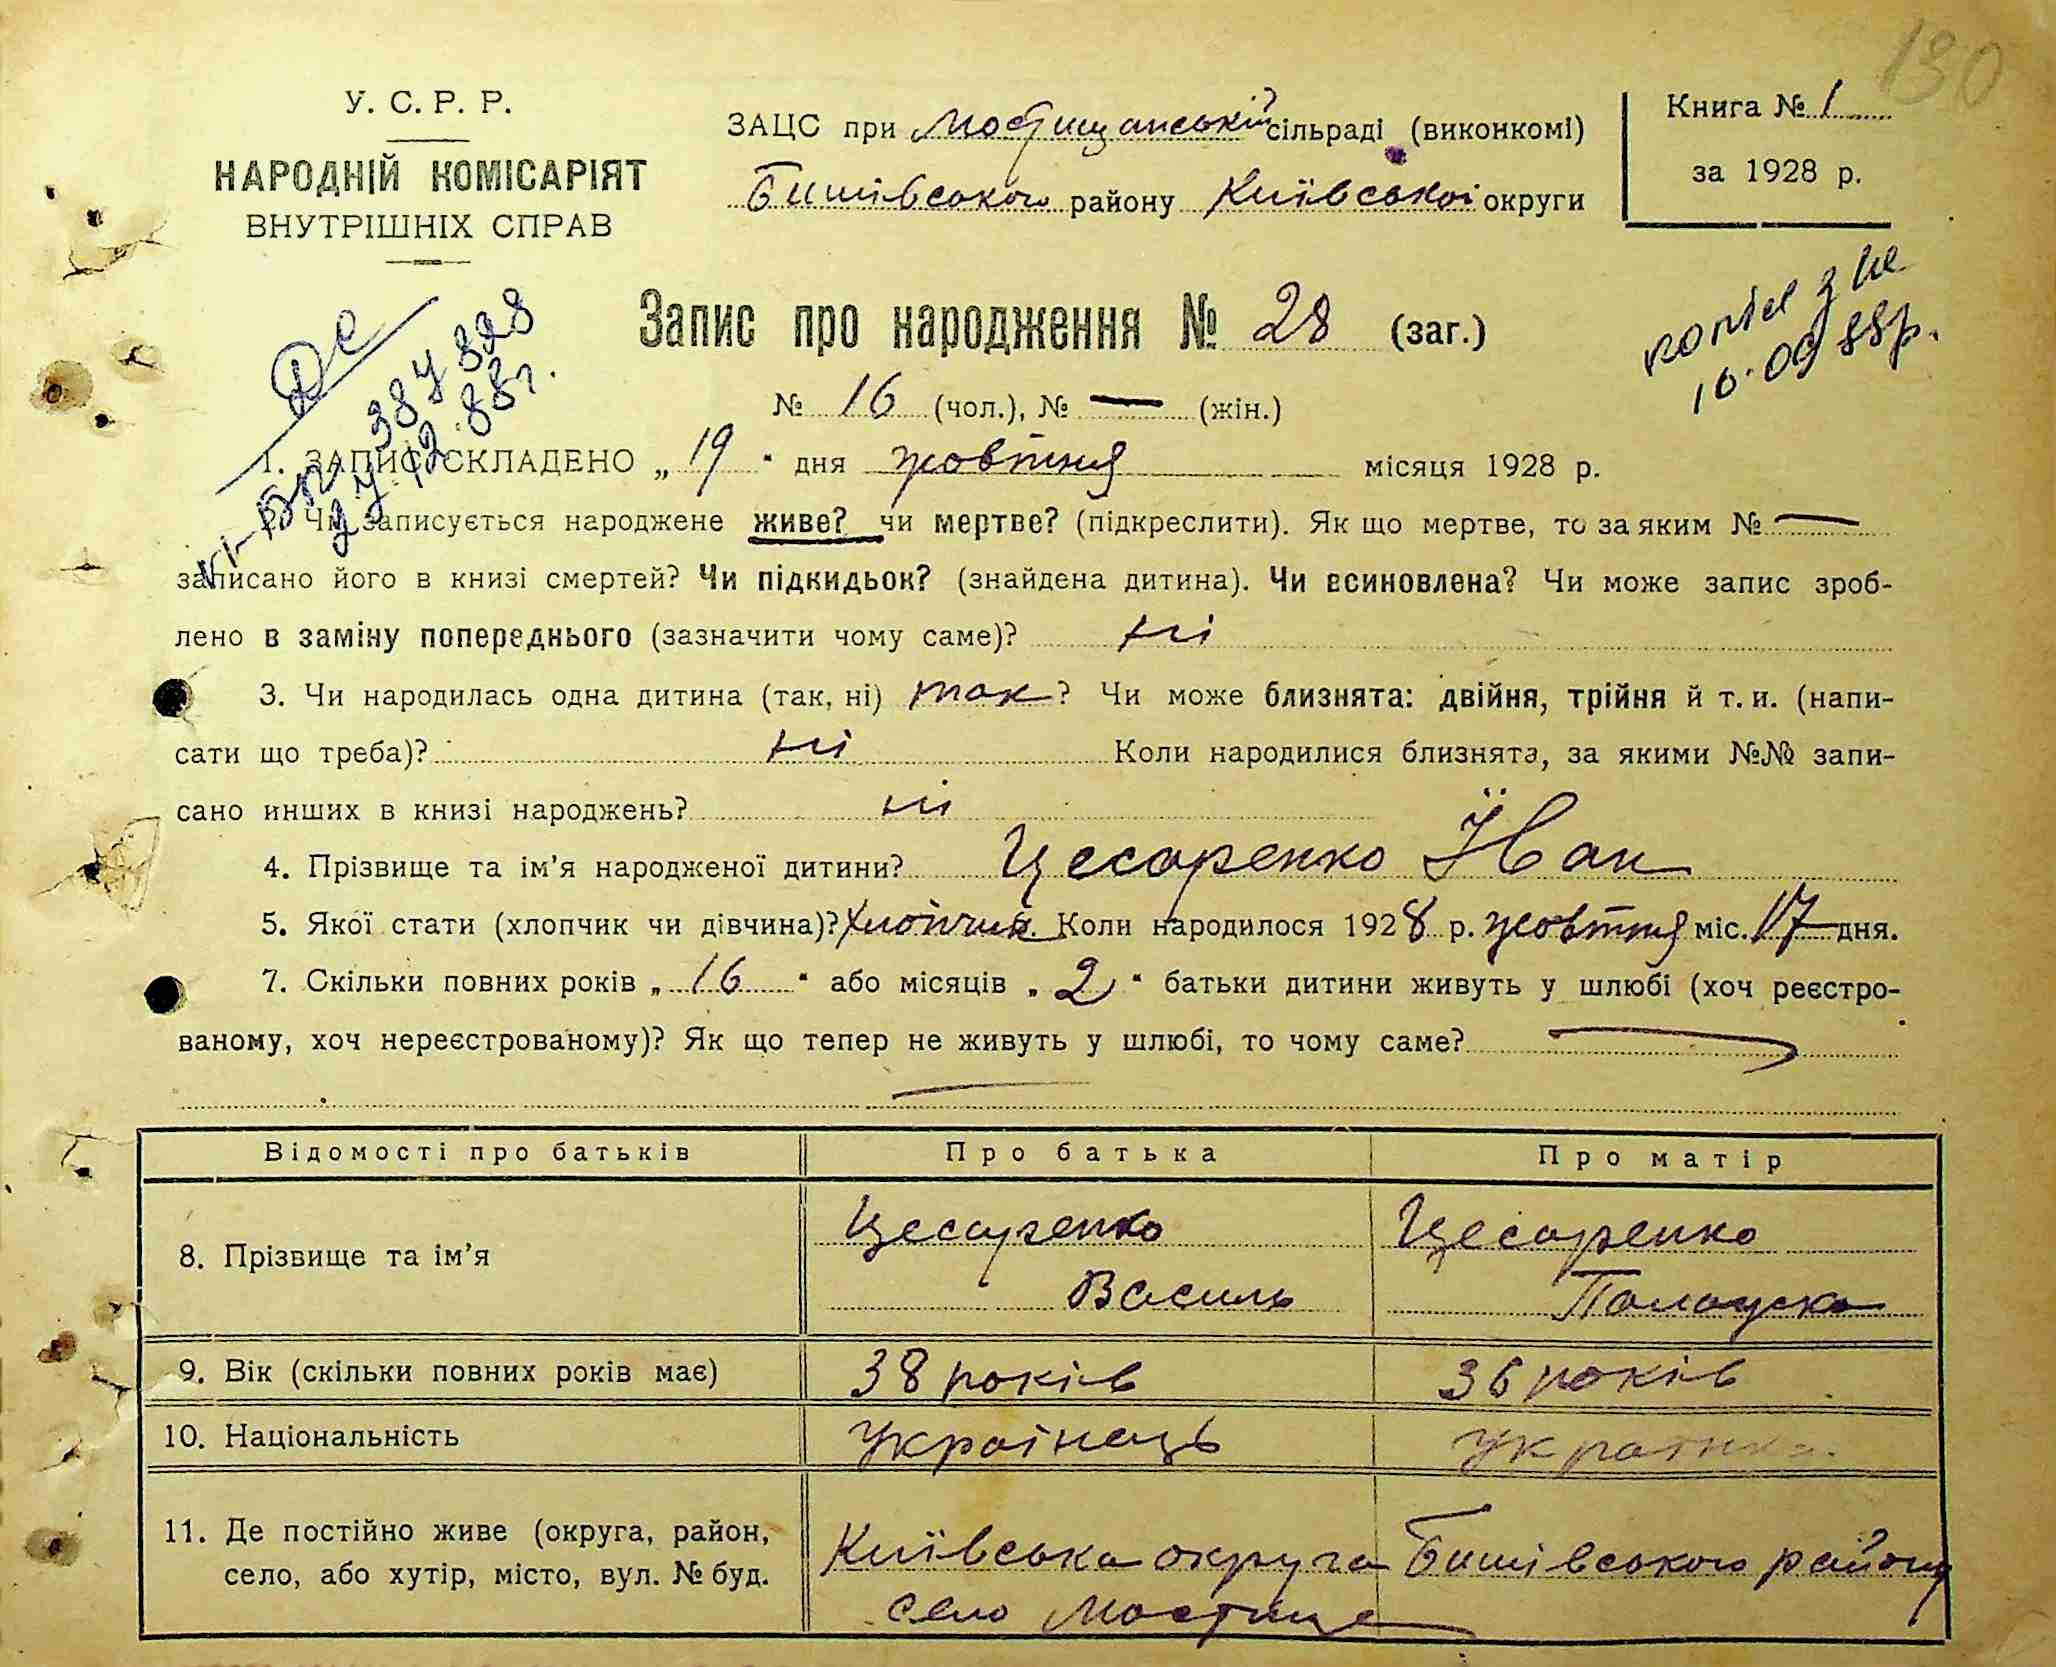 130
У. С. Р. Р.
НАРОДНІЙ КОМІСАРІЯТ
ВНУТРІШНІХ СПРАВ
ЗАЦС при Мостищанській сільраді (виконкомі)
Бишівського району Київської округи
Книга № 1
за 1928 р.
Запис про народження № 28 (заг.)
№ 16 (чол.), № — (жін.)
1. ЗАПИС СКЛАДЕНО „ 19 “ дня жовтня місяця 1928 р.
2. Чи записується народжене живе? чи мертве? (підкреслити). Як що мертве, то за яким № —
записано його в книзі смертей? Чи підкидьок? (знайдена дитина). Чи всиновлена? Чи може запис зроб-
лено в заміну попереднього (зазначити чому саме)? ні
3. Чи народилась одна дитина (так, ні) так? Чи може близнята: двійня, трійня й т. и. (напи-
сати що треба)? ні Коли народилися близнята, за якими №№ запи-
сано инших в книзі народжень? ні
4. Прізвище та ім’я народженої дитини? Цесаренко Їван
5. Якої стати (хлопчик чи дівчина)? хлопчик. Коли народилося 1928 р. жовтня міс. 17 дня.
7. Скільки повних років „ 16 “ або місяців „ 2 “ батьки дитини живуть у шлюбі (хоч реєстро-
ваному, хоч нереєстрованому)? Як що тепер не живуть у шлюбі, то чому саме? —
Відомості про батьків Про батька Про матір
8. Прізвище та ім’я Цесаренко Василь Цесаренко
9. Вік (скільки повних років має) 38 років 36 років
10. Національність Українець Українка
11. Де постійно живе (округа, район,
село, або хутір, місто, вул. № буд.
Київська округа Бишівського району
село Мостище